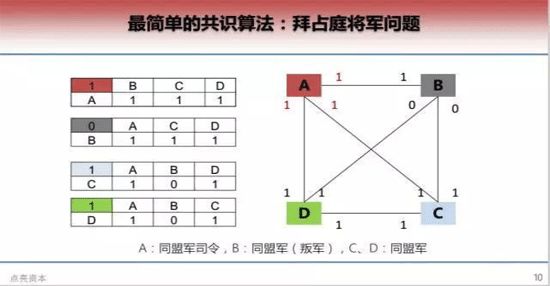 最简单的共识算法：拜占庭将军问题
1 B C D
A 1 1 1
0 A C D
B 1 1 1
1 A B D
C 1 0 1
1 A B C
D 1 0 1
A 1 1 B
1 1 0 0
1 1 1 1
D 1 1 C
A：同盟军司令，B：同盟军（叛军），C、D：同盟军
点亮资本 10